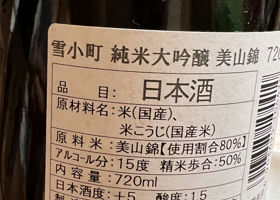 雪小町 純米大吟醸 美山錦 720
品 目: 日本酒
原材料名:米(国産)、
米こうじ(国産米)
原 料 米:美山錦【使用割合80%】
アルコール分:15度 精米歩合:50%
内 容 量:720ml
日本酒度:+5 酸度:1.5